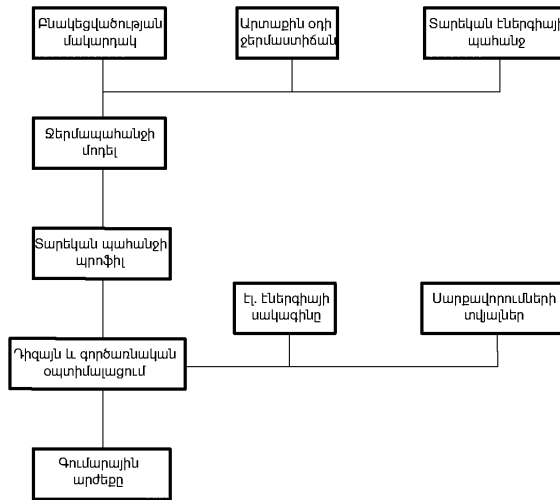 Բնակեցվածության
մակարդակ
Արտաքին օդի
ջերմաստիճան
Տարեկան էներգիայի
պահանջ
Ջերմապահանջի
մոդել
Տարեկան պահանջի
պրոֆիլ
էլ. էներգիայի
սակագինը
Սարքավորումների
տվյալներ
Դիզայն և գործառնական
օպտիմալացում
Գումարային
արժեքը